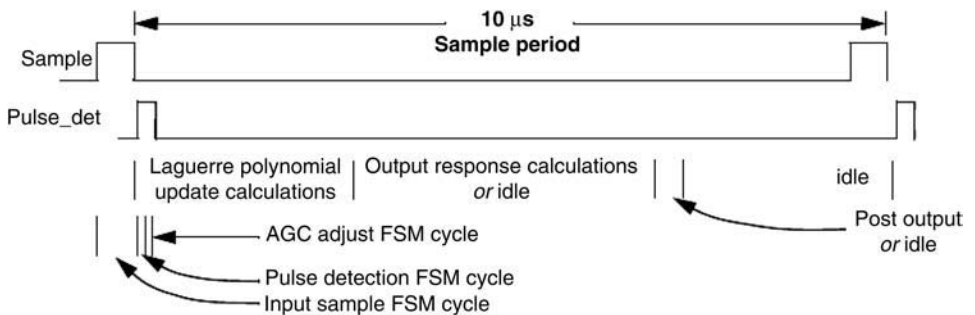 10 μs
Sample period
Sample
Pulse_det
Laguerre polynomial
update calculations
Output response calculations
or idle
idle
Post output
or idle
AGC adjust FSM cycle
Pulse detection FSM cycle
Input sample FSM cycle